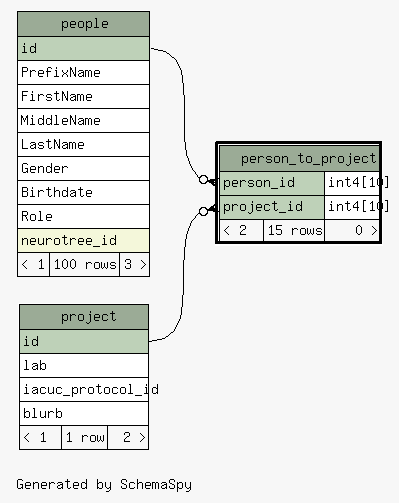 people
id
PrefixName
FirstName
MiddleName
LastName
Gender
Birthdate
Role
neurotree_id
< 1 100 rows 3 >
person_to_project
person_id int4[10]
project_id int4[10]
< 2 15 rows 0 >
project
id
lab
iacuc_protocol_id
blurb
< 1 1 row 2 >
Generated by SchemaSpy